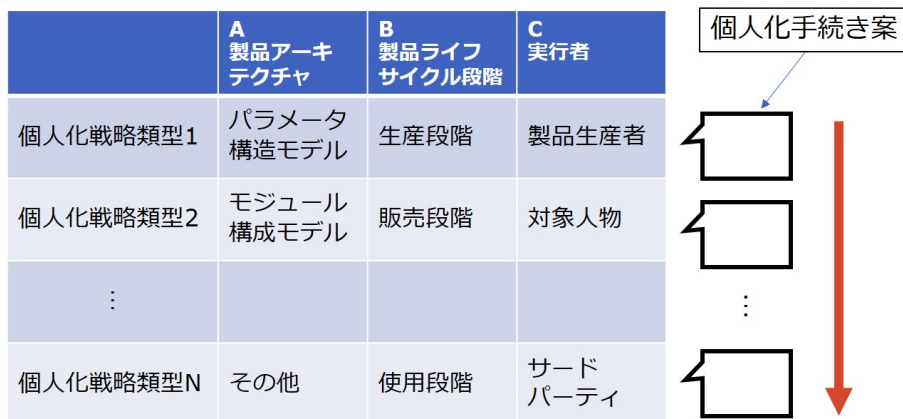 個人化手続き案
A
製品アーキ
テクチャ
B
製品ライフ
サイクル段階
C
実行者
個人化戦略類型1
パラメータ
構造モデル
生産段階
製品生産者
個人化戦略類型2
モジュール
構成モデル
販売段階
対象人物
⋮
⋮
個人化戦略類型N
その他
使用段階
サード
パーティ